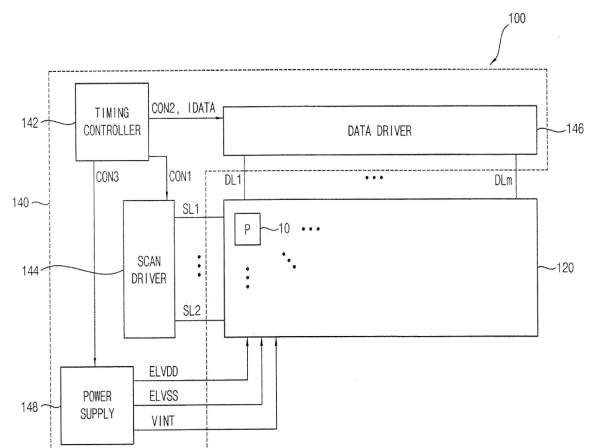 100
142
TIMING
CONTROLLER
CON2, IDATA
DATA DRIVER
146
CON3
CON1
DL1
DLm
140
144
SCAN
DRIVER
SL1
P
10
SL2
120
148
POWER
SUPPLY
ELVDD
ELVSS
VINT